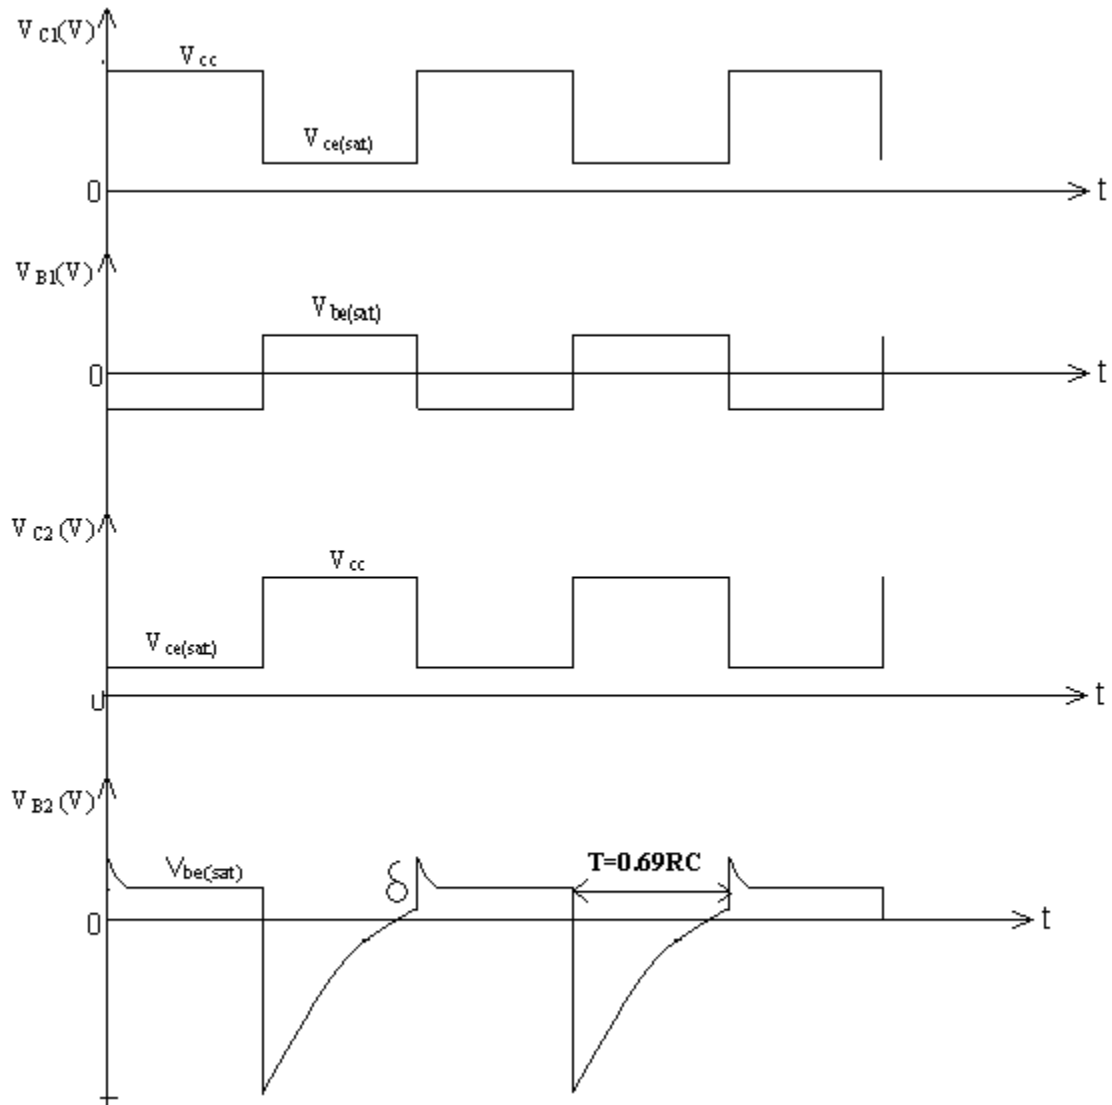 V C1(V)
V cc
V ce(sat)
0
t
V B1(V)
V be(sat)
0
t
V C2 (V)
V cc
V ce(sat)
0
t
V B2 (V)
V be(sat)
δ
T=0.69RC
0
t